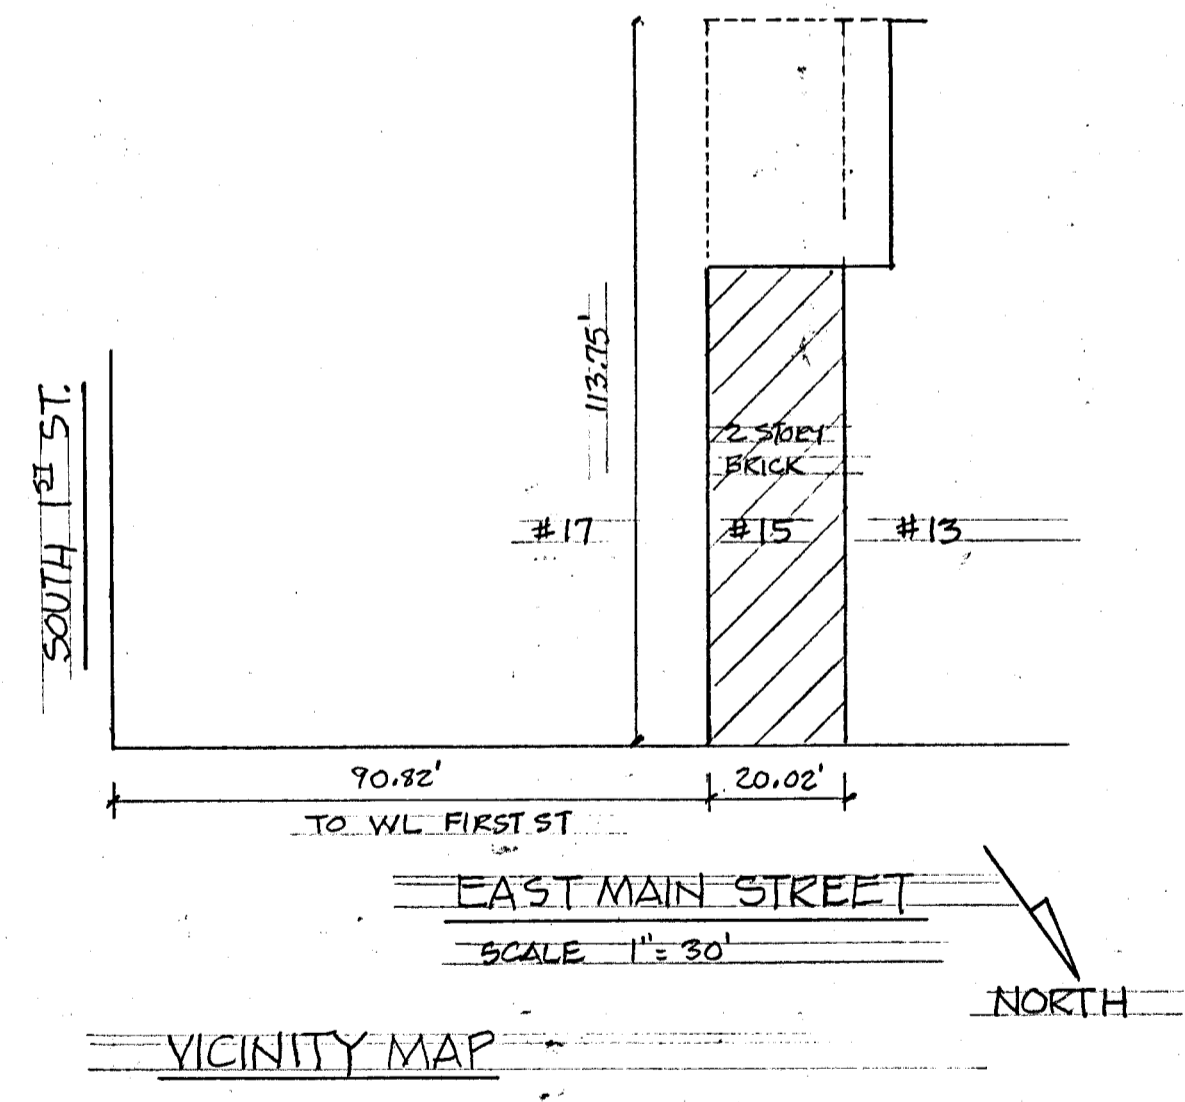 113.75'
SOUTH 1ST ST.
2 STORY
BRICK
#17 #15 #13
90.82' 20.02'
TO WL FIRST ST
EAST MAIN STREET
SCALE 1"= 30'
NORTH
VICINITY MAP